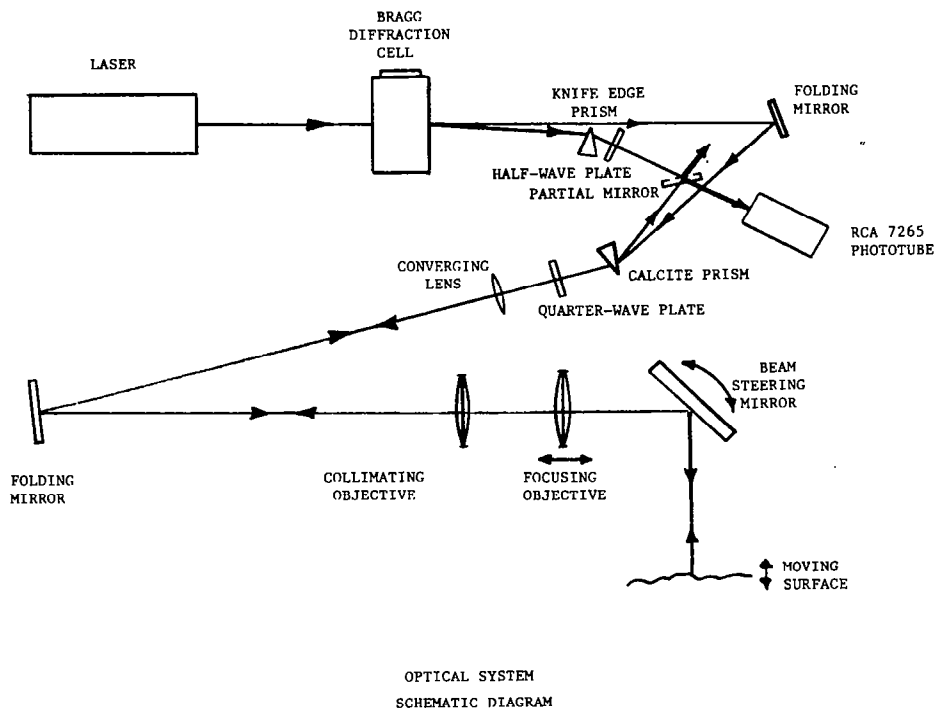 BRAGG
DIFFRACTION
CELL
LASER
KNIFE EDGE
PRISM
FOLDING
MIRROR
HALF-WAVE PLATE
PARTIAL MIRROR
RCA 7265
PHOTOTUBE
CONVERGING
LENS
CALCITE PRISM
QUARTER-WAVE PLATE
BEAM
STEERING
MIRROR
FOLDING
MIRROR
COLLIMATING
OBJECTIVE
FOCUSING
OBJECTIVE
MOVING
SURFACE
OPTICAL SYSTEM
SCHEMATIC DIAGRAM